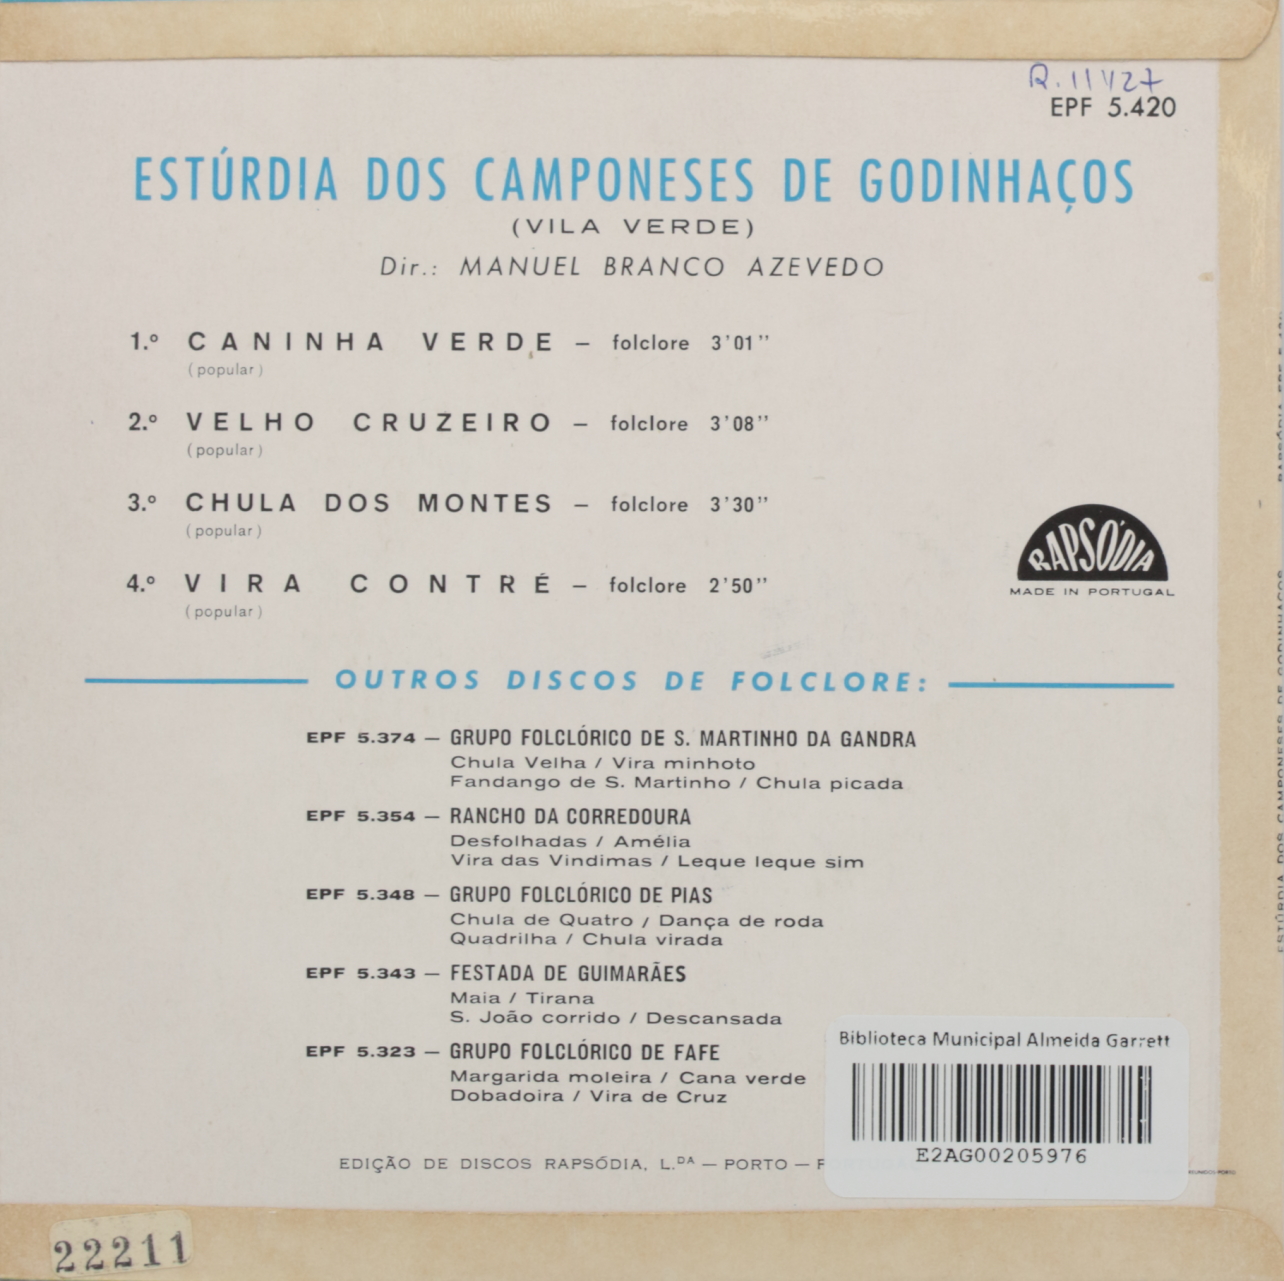 R. 11427
EPF 5.420
ESTÚRDIA DOS CAMPONESES DE GODINHAÇOS
(VILA VERDE)
Dir.: MANUEL BRANCO AZEVEDO
1.º CANINHA VERDE — folclore 3'01''
(popular)
2.º VELHO CRUZEIRO — folclore 3'08''
(popular)
3.º CHULA DOS MONTES — folclore 3'30''
(popular)
4.º VIRA CONTRÉ — folclore 2'50''
(popular)
RAPSÓDIA
MADE IN PORTUGAL
OUTROS DISCOS DE FOLCLORE:
EPF 5.374 — GRUPO FOLCLÓRICO DE S. MARTINHO DA GANDRA
Chula Velha / Vira minhoto
Fandango de S. Martinho / Chula picada
EPF 5.354 — RANCHO DA CORREDOURA
Desfolhadas / Amélia
Vira das Vindimas / Leque leque sim
EPF 5.348 — GRUPO FOLCLÓRICO DE PIAS
Chula de Quatro / Dança de roda
Quadrilha / Chula virada
EPF 5.343 — FESTADA DE GUIMARÃES
Maia / Tirana
S. João corrido / Descansada
EPF 5.323 — GRUPO FOLCLÓRICO DE FAFE
Margarida moleira / Cana verde
Dobadoira / Vira de Cruz
EDIÇÃO DE DISCOS RAPSÓDIA, L.DA — PORTO —
Biblioteca Municipal Almeida Garrett
E2AG00205976
22211
ESTÚRDIA DOS CAMPONESES DE GODINHAÇOS